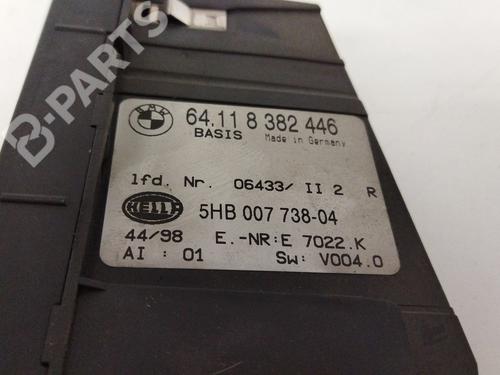 B-PARTS
BMW
64.11 8 382 446
BASIS Made in Germany
lfd. Nr. 06433/ II 2 R
HELLA 5HB 007 738-04
44/98 E.-NR:E 7022.K
AI : 01 SW: V004.0